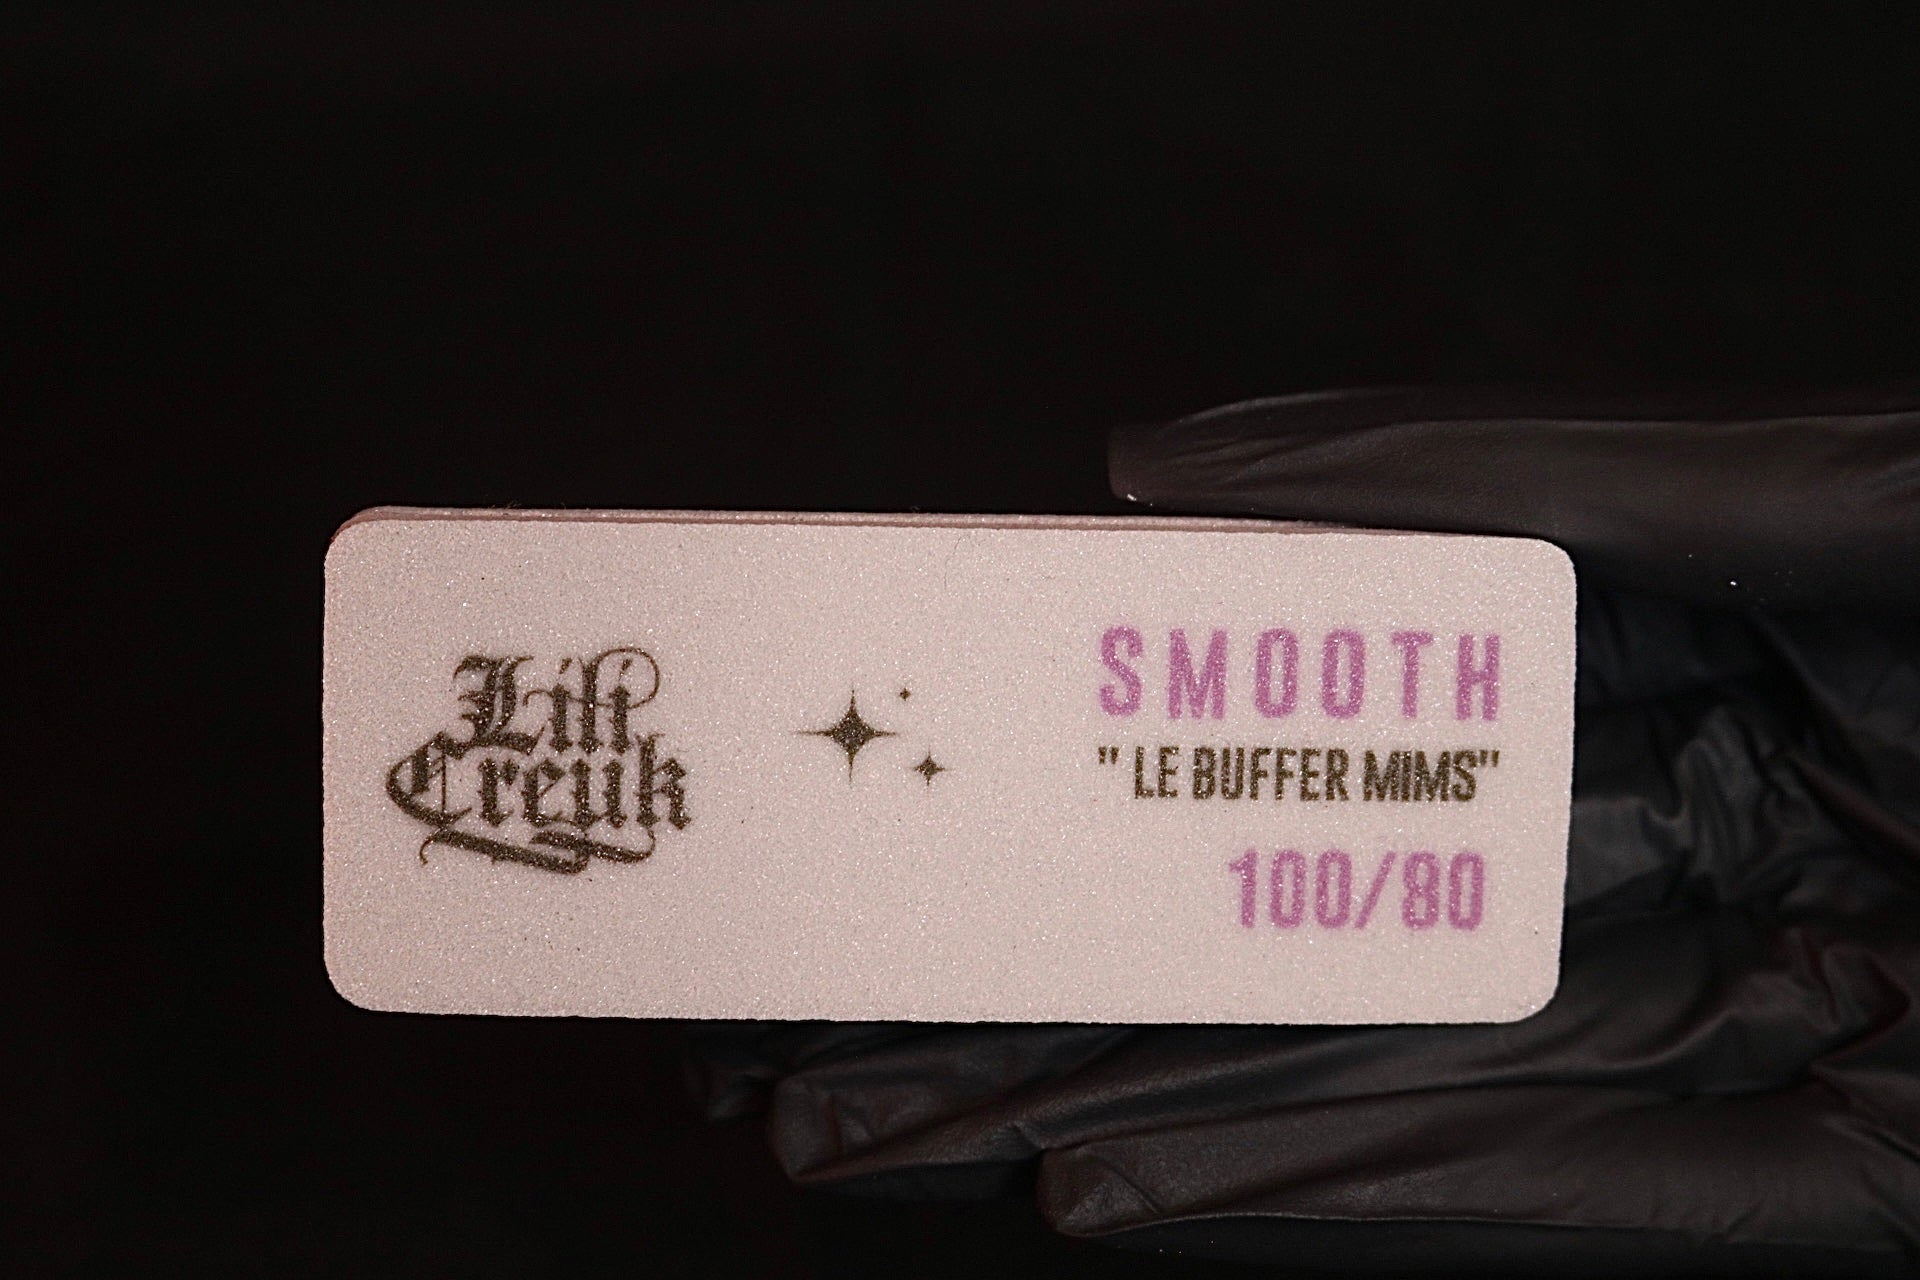 Lili
Creuk
SMOOTH
" LE BUFFER MIMS"
100/80